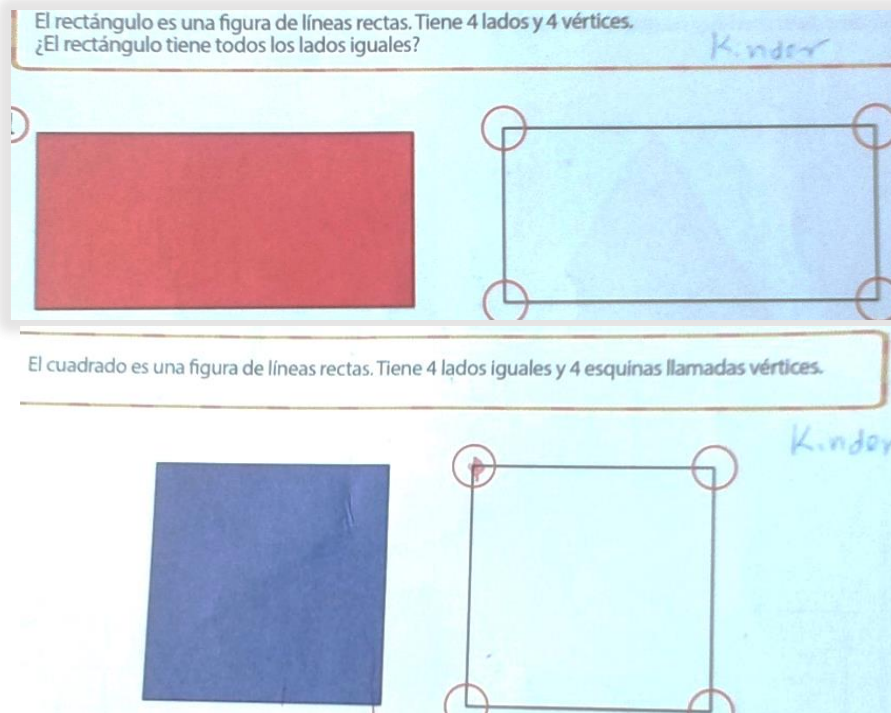 El rectángulo es una figura de líneas rectas. Tiene 4 lados y 4 vértices.
¿El rectángulo tiene todos los lados iguales?
Kinder
El cuadrado es una figura de líneas rectas. Tiene 4 lados iguales y 4 esquinas llamadas vértices.
Kinder